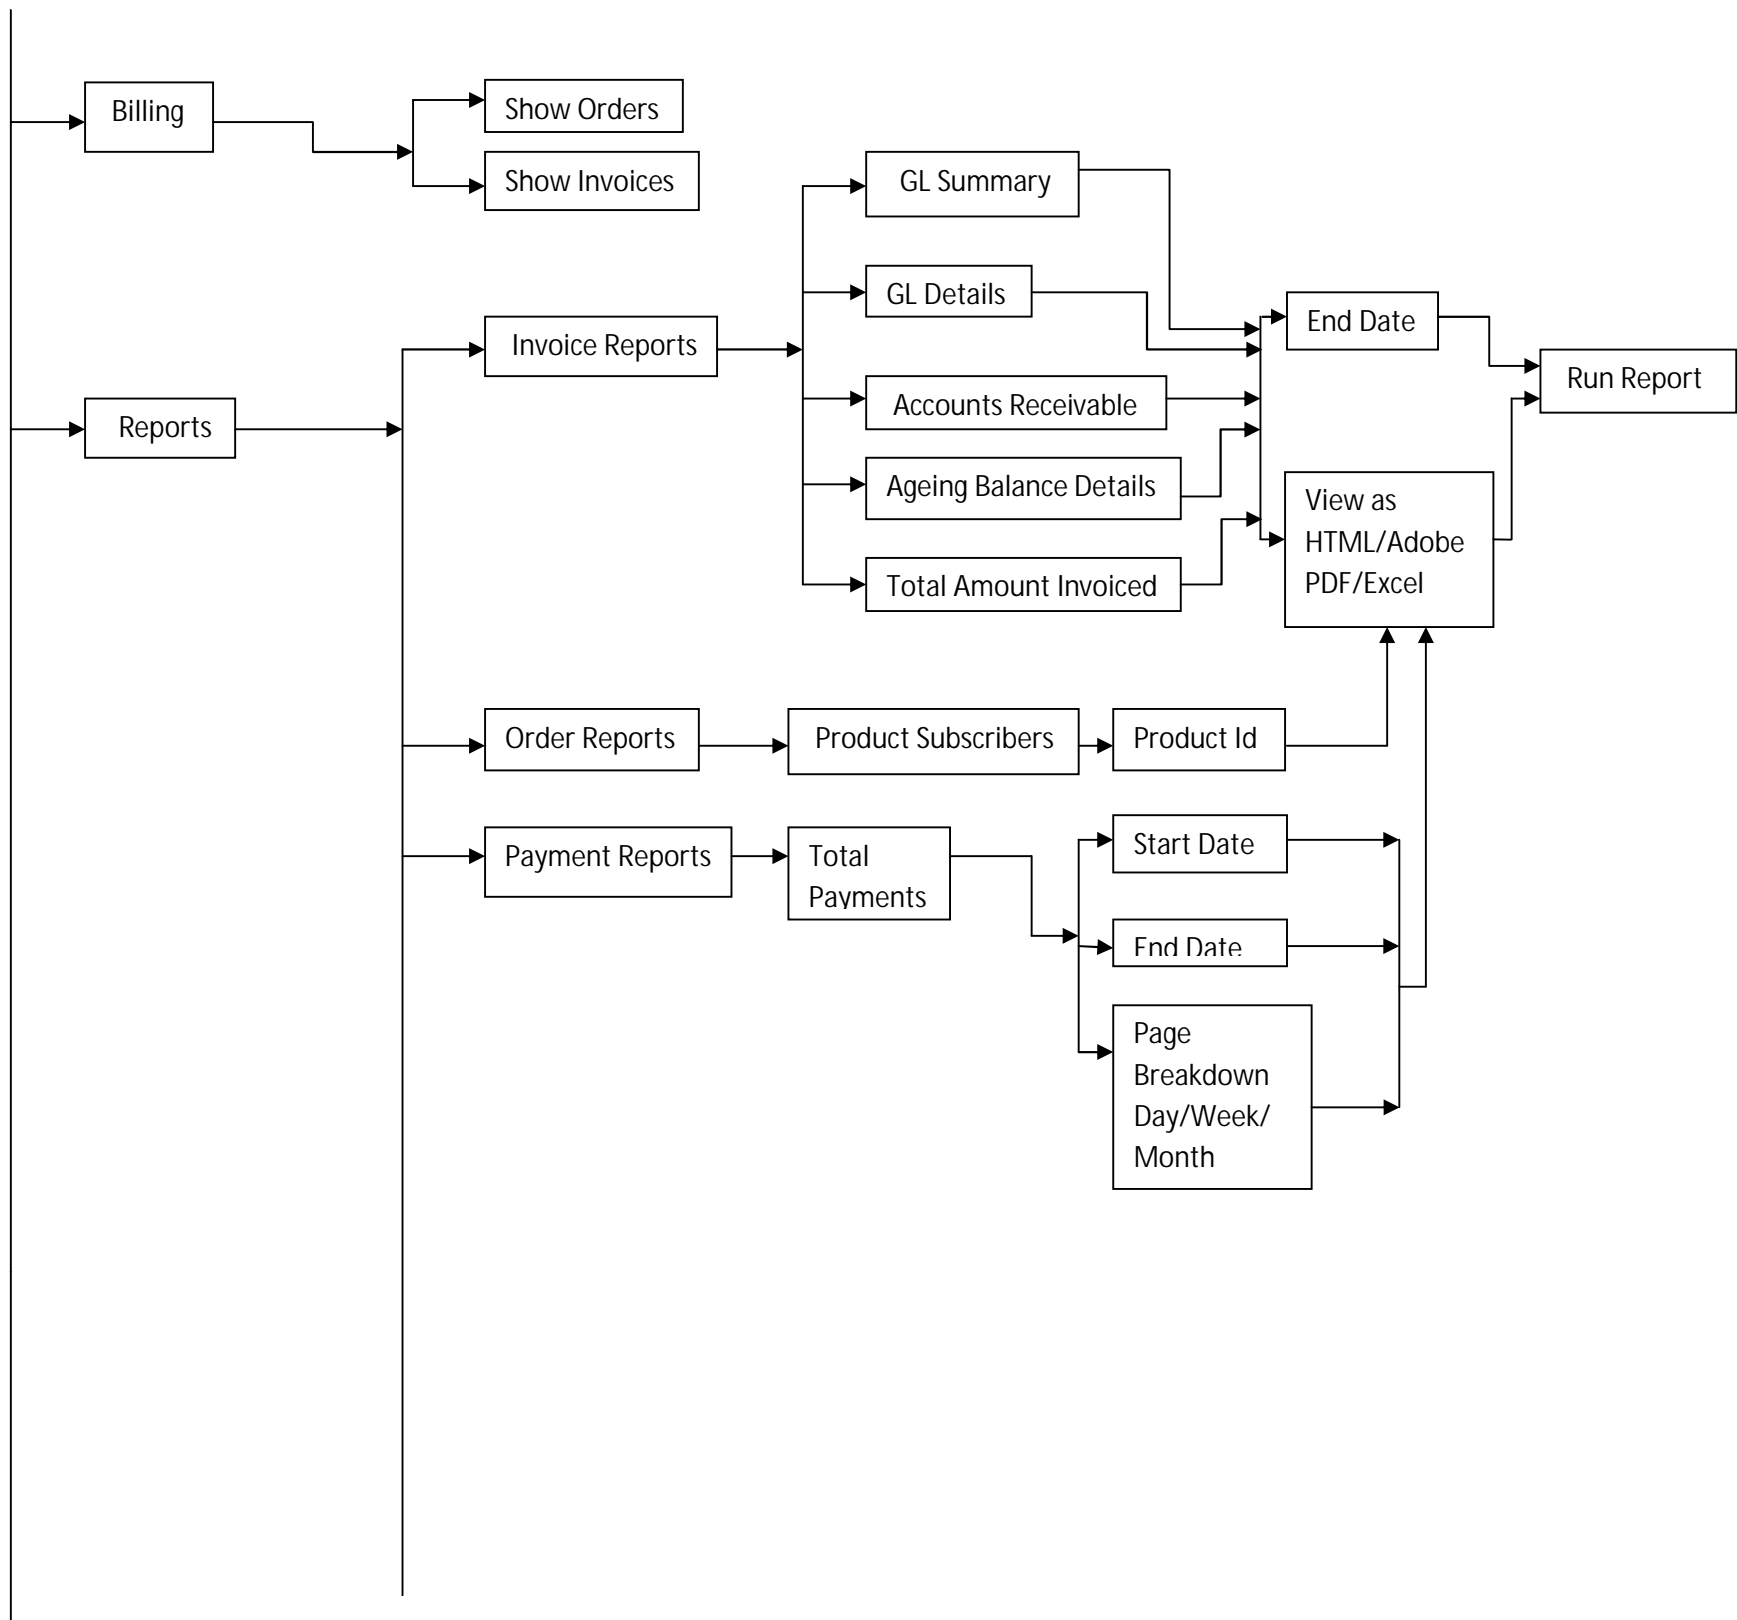 Billing
Show Orders
Show Invoices
GL Summary
GL Details
End Date
Invoice Reports
Run Report
Accounts Receivable
Reports
Ageing Balance Details
View as
HTML/Adobe
PDF/Excel
Total Amount Invoiced
Order Reports
Product Subscribers
Product Id
Payment Reports
Total
Payments
Start Date
End Date
Page
Breakdown
Day/Week/
Month